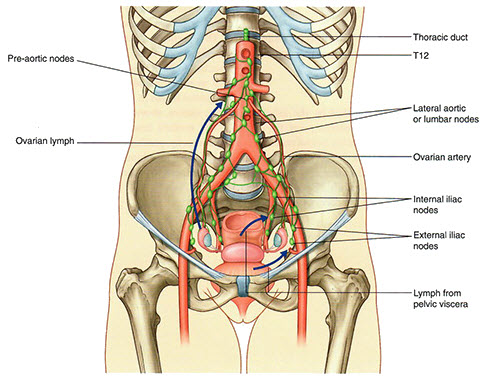 Thoracic duct
T12
Pre-aortic nodes
Lateral aortic
or lumbar nodes
Ovarian lymph
Ovarian artery
Internal iliac
nodes
External iliac
nodes
Lymph from
pelvic viscera